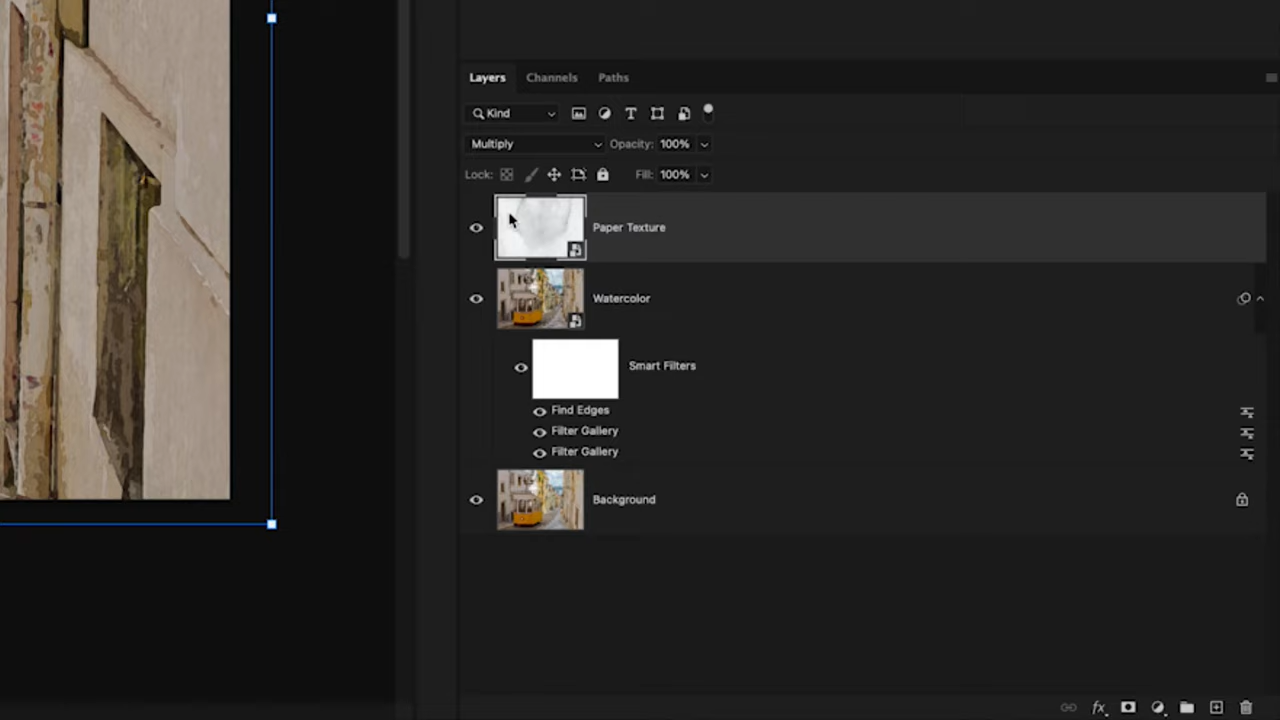 Layers Channels Paths
Kind
Multiply Opacity: 100%
Lock: Fill: 100%
Paper Texture
Watercolor
Smart Filters
Find Edges
Filter Gallery
Filter Gallery
Background
fx